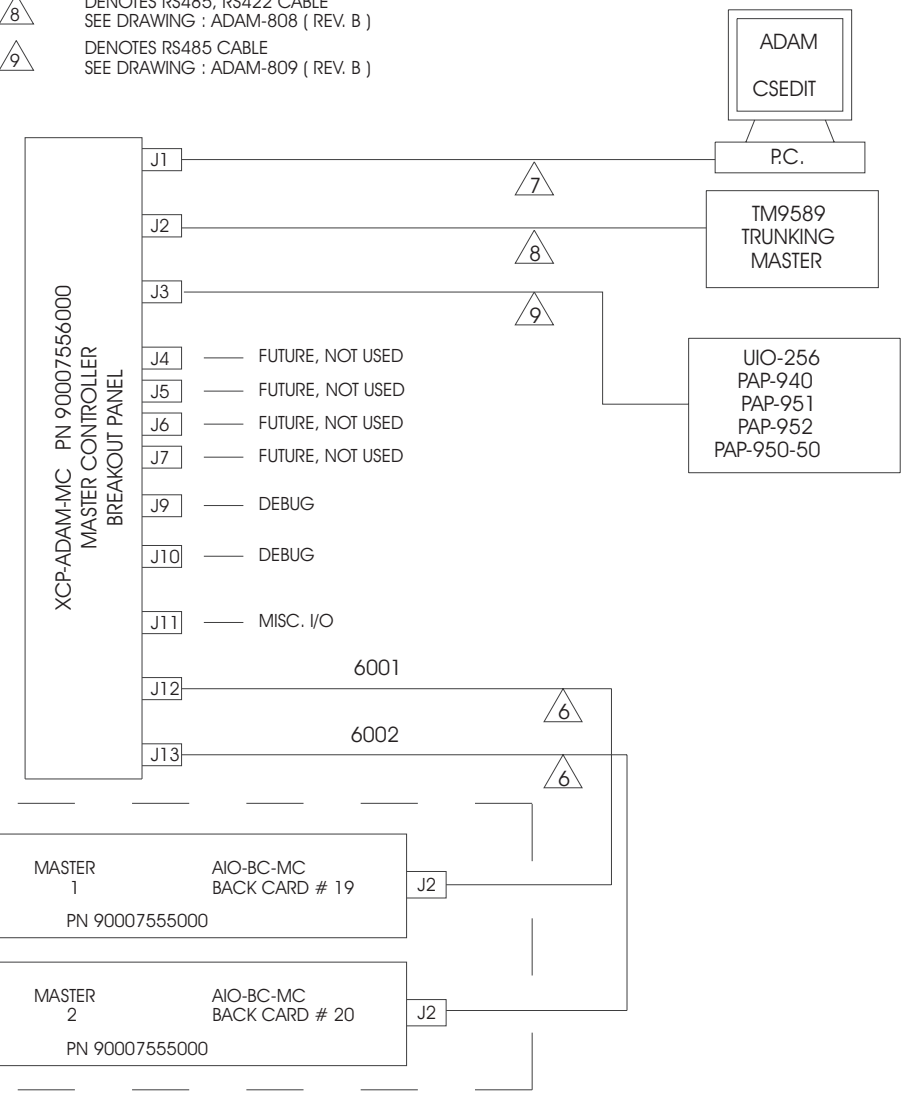 8
DENOTES RS485, RS422 CABLE
SEE DRAWING : ADAM-808 ( REV. B )
9
DENOTES RS485 CABLE
SEE DRAWING : ADAM-809 ( REV. B )
ADAM
CSEDIT
P.C.
J1
7
TM9589
TRUNKING
MASTER
J2
8
J3
9
UIO-256
PAP-940
PAP-951
PAP-952
PAP-950-50
XCP-ADAM-MC PN 90007556000
MASTER CONTROLLER
BREAKOUT PANEL
J4
FUTURE, NOT USED
J5
FUTURE, NOT USED
J6
FUTURE, NOT USED
J7
FUTURE, NOT USED
J9
DEBUG
J10
DEBUG
J11
MISC. I/O
6001
J12
6
6002
J13
6
MASTER
1
AIO-BC-MC
BACK CARD # 19
J2
PN 90007555000
MASTER
2
AIO-BC-MC
BACK CARD # 20
J2
PN 90007555000